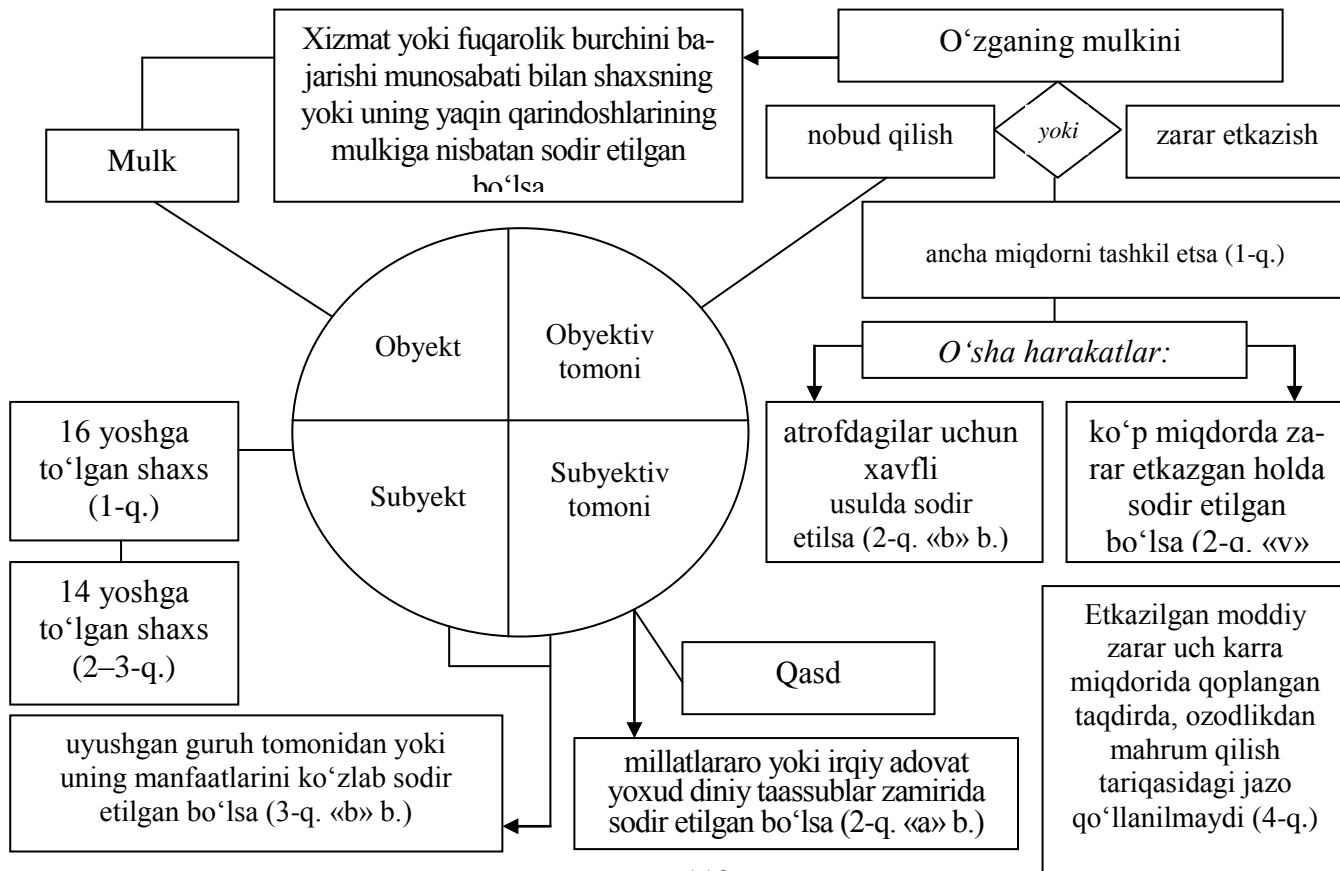 Xizmat yoki fuqarolik burchini ba-
jarishi munosabati bilan shaxsning
yoki uning yaqin qarindoshlarining
mulkiga nisbatan sodir etilgan
bo‘lsa
O‘zganing mulkini
Mulk
nobud qilish
yoki
zarar etkazish
ancha miqdorni tashkil etsa (1-q.)
Obyekt
Obyektiv
tomoni
O‘sha harakatlar:
16 yoshga
to‘lgan shaxs
(1-q.)
Subyekt
Subyektiv
tomoni
atrofdagilar uchun
xavfli
usulda sodir
etilsa (2-q. «b» b.)
ko‘p miqdorda za-
rar etkazgan holda
sodir etilgan
bo‘lsa (2-q. «v»
14 yoshga
to‘lgan shaxs
(2–3-q.)
Qasd
Etkazilgan moddiy
zarar uch karra
miqdorida qoplangan
taqdirda, ozodlikdan
mahrum qilish
tariqasidagi jazo
qo‘llanilmaydi (4-q.)
uyushgan guruh tomonidan yoki
uning manfaatlarini ko‘zlab sodir
etilgan bo‘lsa (3-q. «b» b.)
millatlararo yoki irqiy adovat
yoxud diniy taassublar zamirida
sodir etilgan bo‘lsa (2-q. «a» b.)